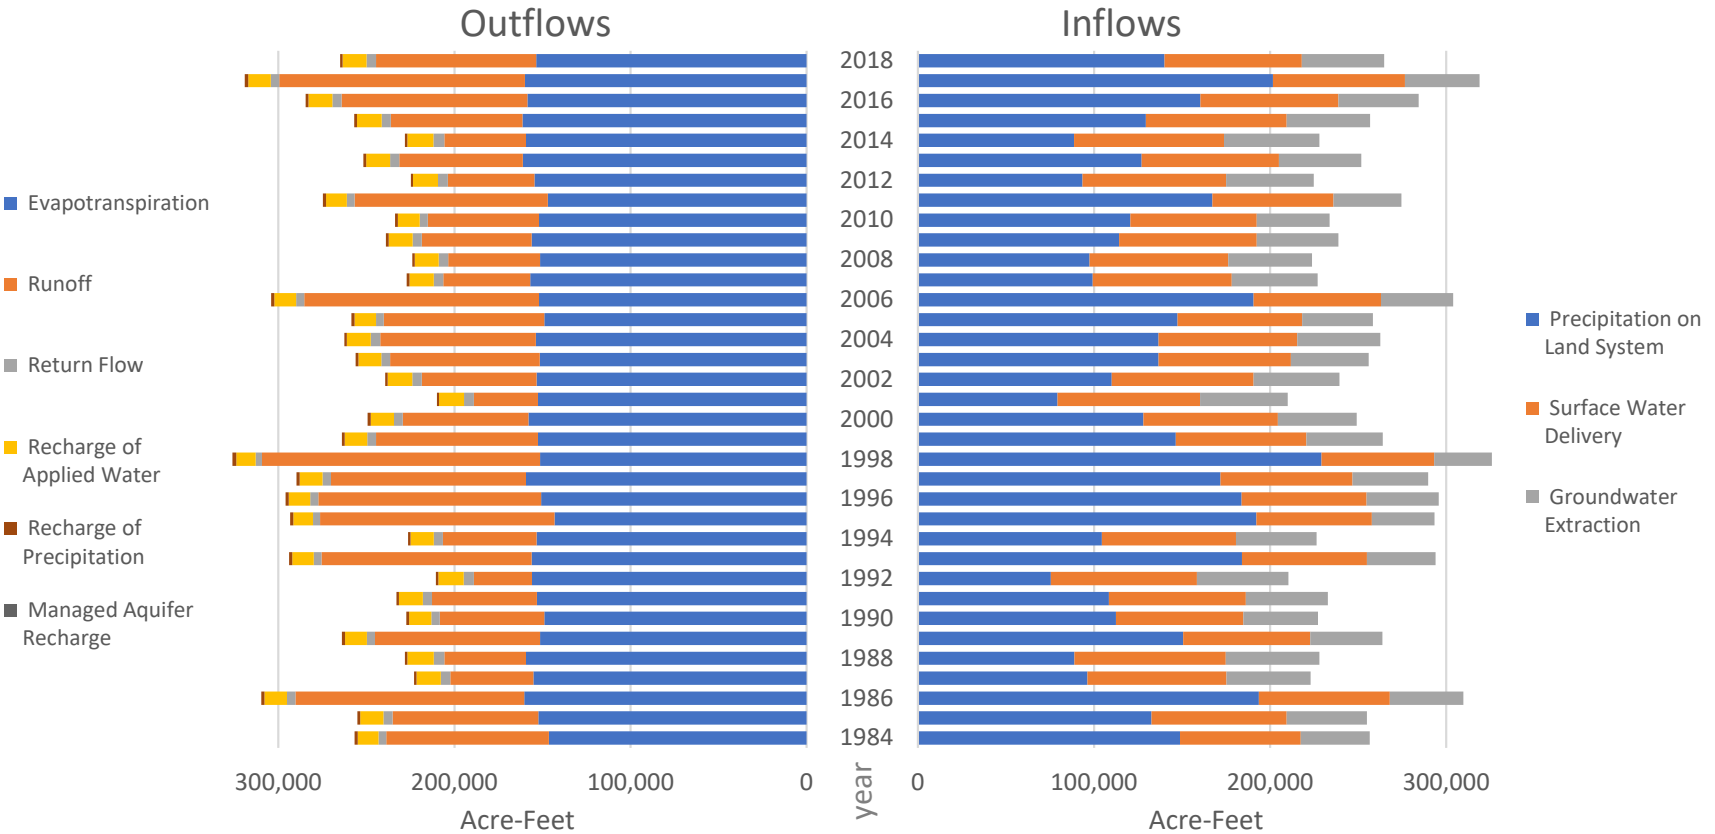 Outflows
Inflows
Evapotranspiration
Runoff
Return Flow
Recharge of
Applied Water
Recharge of
Precipitation
Managed Aquifer
Recharge
2018
2016
2014
2012
2010
2008
2006
2004
2002
2000
1998
1996
1994
1992
1990
1988
1986
1984
Precipitation on
Land System
Surface Water
Delivery
Groundwater
Extraction
300,000 200,000 100,000 0
year
0 100,000 200,000 300,000
Acre-Feet
Acre-Feet